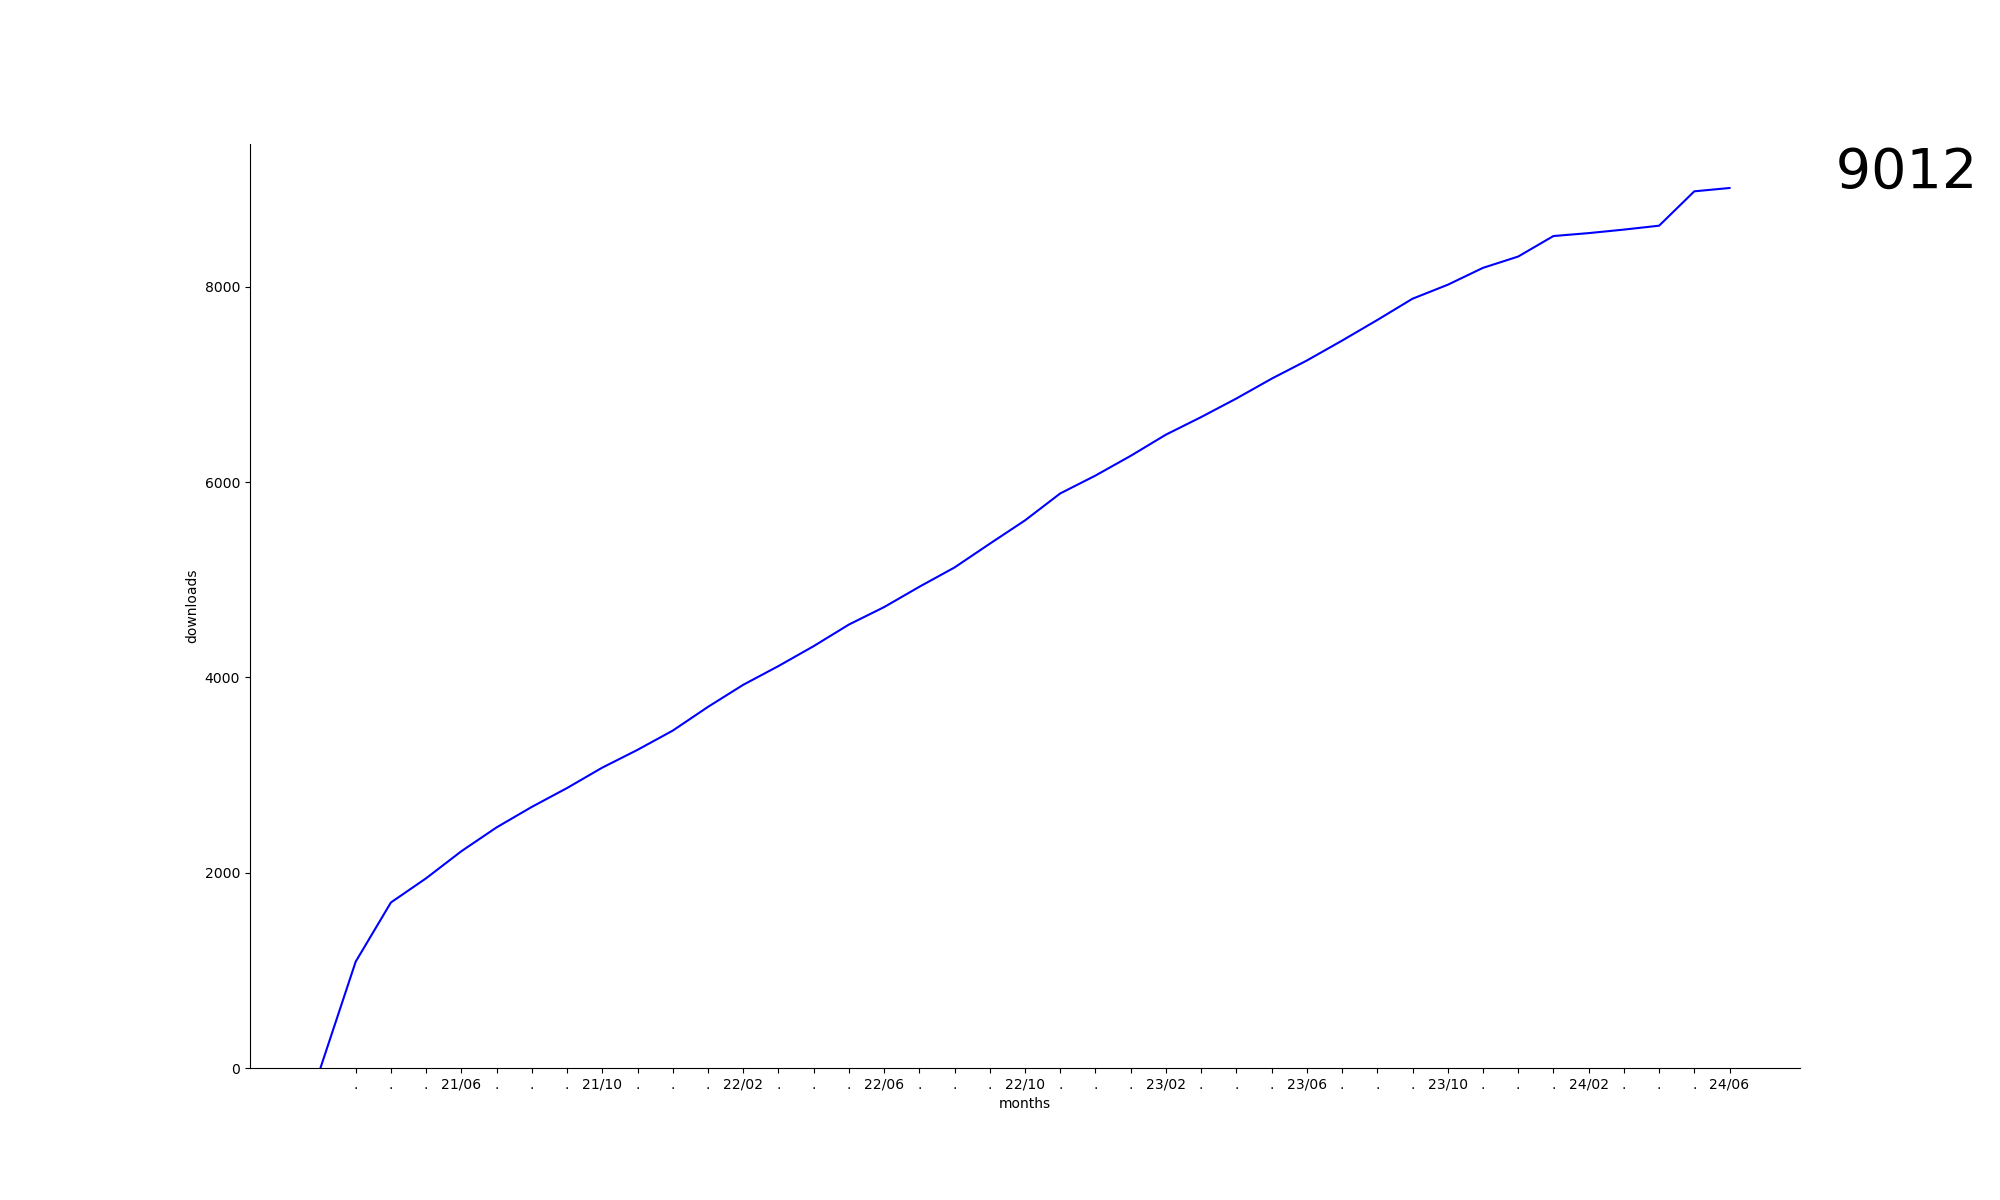 9012
8000
6000
4000
2000
0
downloads
. . . 21/06 . . . 21/10 . . . 22/02 . . . 22/06 . . . 22/10 . . . 23/02 . . . 23/06 . . . 23/10 . . . 24/02 . . . 24/06
months